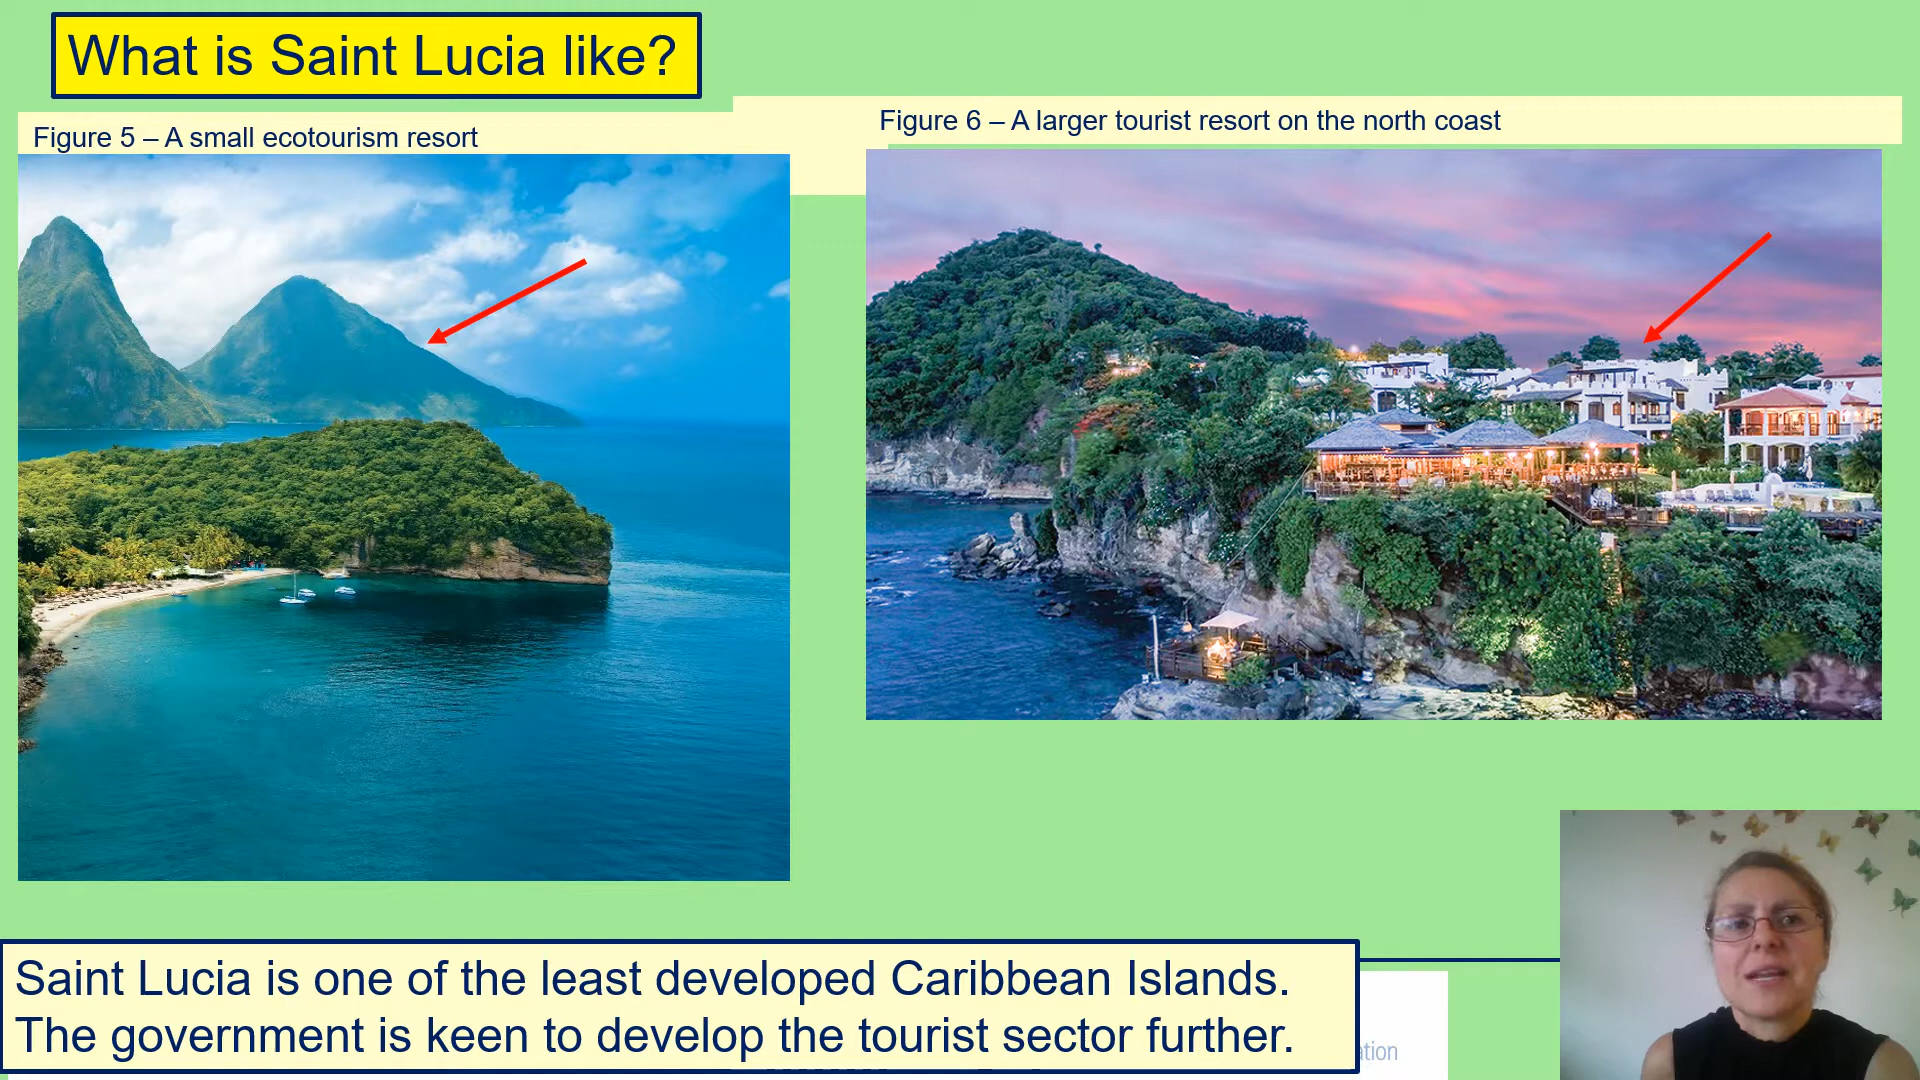 What is Saint Lucia like?
Figure 5 – A small ecotourism resort
Figure 6 – A larger tourist resort on the north coast
Saint Lucia is one of the least developed Caribbean Islands.
The government is keen to develop the tourist sector further.